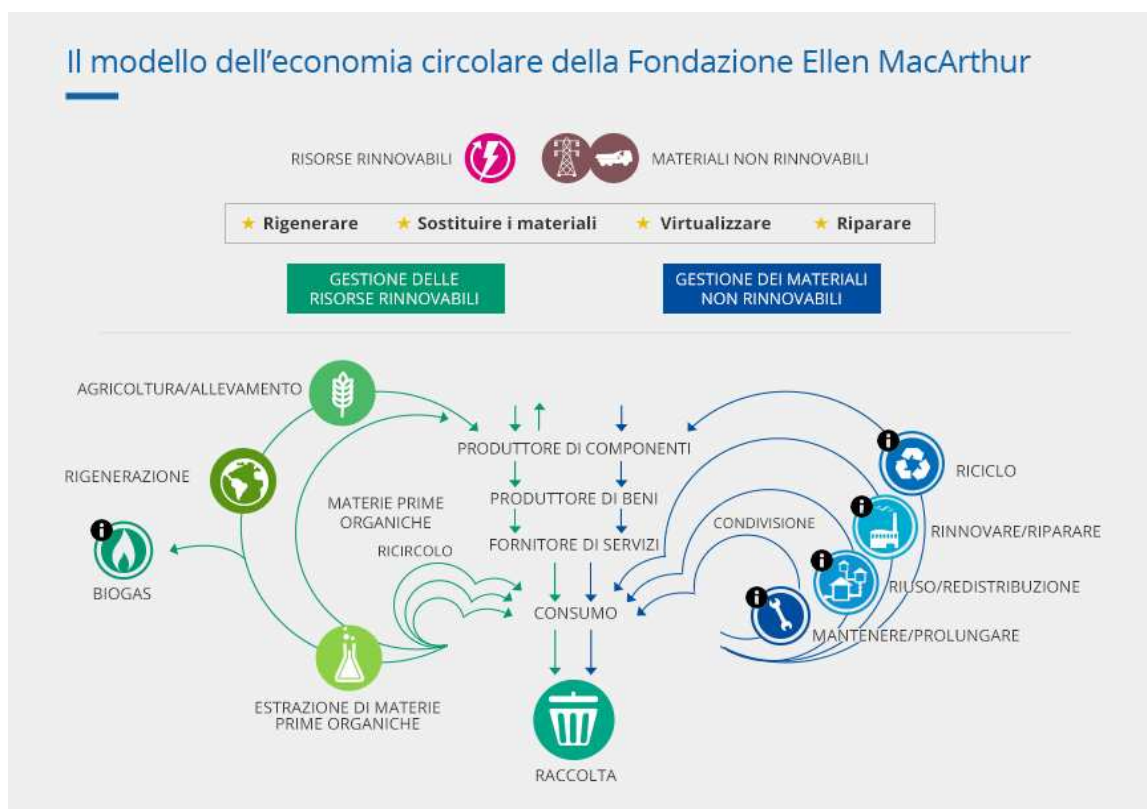 Il modello dell'economia circolare della Fondazione Ellen MacArthur
RISORSE RINNOVABILI
MATERIALI NON RINNOVABILI
Rigenerare
Sostituire i materiali
Virtualizzare
Riparare
GESTIONE DELLE
RISORSE RINNOVABILI
GESTIONE DEI MATERIALI
NON RINNOVABILI
AGRICOLTURA/ALLEVAMENTO
RIGENERAZIONE
BIOGAS
MATERIE PRIME
ORGANICHE
RICIRCOLO
ESTRAZIONE DI MATERIE
PRIME ORGANICHE
PRODUTTORE DI COMPONENTI
PRODUTTORE DI BENI
FORNITORE DI SERVIZI
CONSUMO
RACCOLTA
CONDIVISIONE
i
RICICLO
i
RINNOVARE/RIPARARE
i
RIUSO/REDISTRIBUZIONE
i
MANTENERE/PROLUNGARE
i